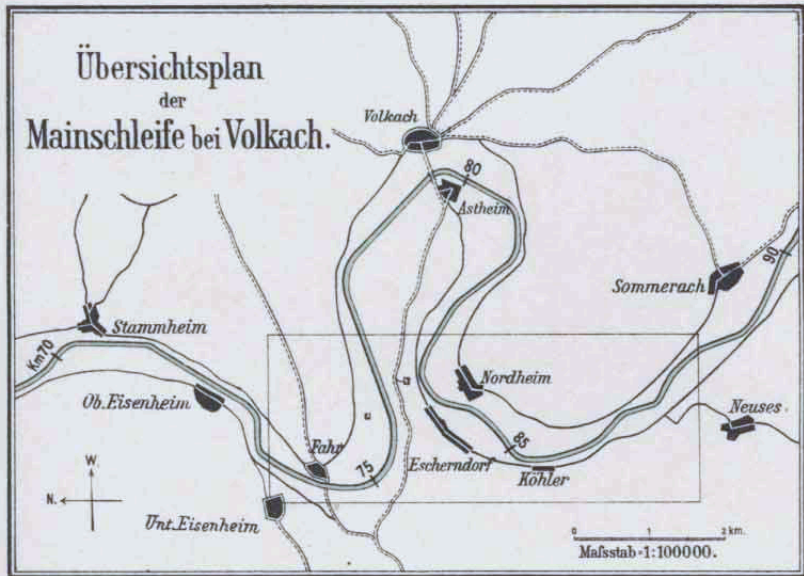 Übersichtsplan
der
Mainschleife bei Volkach.
Volkach
80
Astheim
Sommerach
90
Stammheim
Km70
Ob. Eisenheim
Nordheim
Neuses
Fahr
75
Escherndorf
85
Köhler
W.
N.
Unt. Eisenheim
0 1 2 km.
Maſsstab=1:100000.